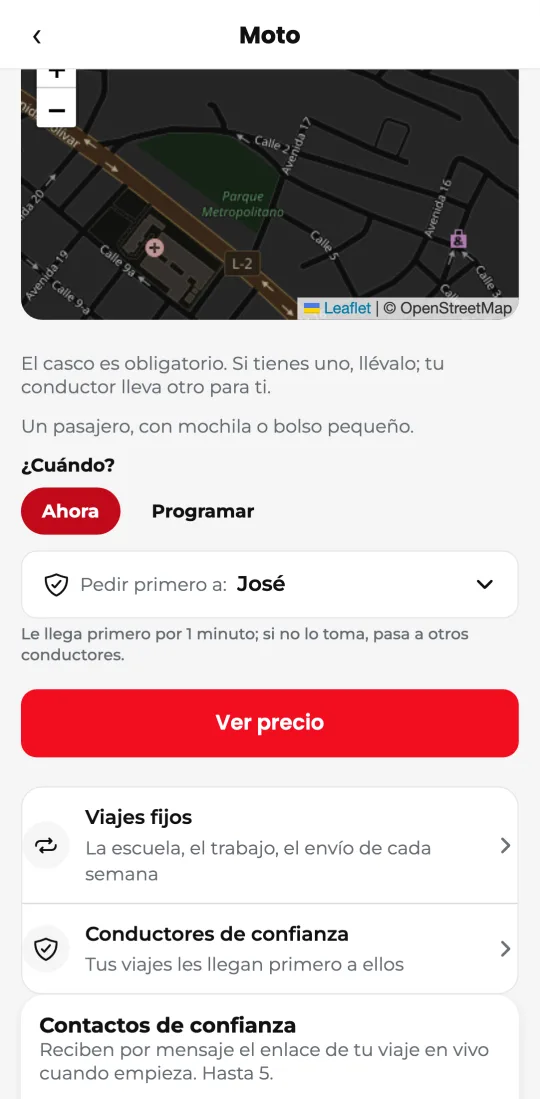 Moto
+
−
Calle 2
Avenida 17
Avenida 20
Parque
Metropolitano
Avenida 16
Calle 5
Calle 9a
L-2
Avenida 19
Calle 9a
Calle 3
Leaflet | © OpenStreetMap
El casco es obligatorio. Si tienes uno, llévalo; tu
conductor lleva otro para ti.
Un pasajero, con mochila o bolso pequeño.
¿Cuándo?
Ahora
Programar
Pedir primero a: José
Le llega primero por 1 minuto; si no lo toma, pasa a otros
conductores.
Ver precio
Viajes fijos
La escuela, el trabajo, el envío de cada
semana
Conductores de confianza
Tus viajes les llegan primero a ellos
Contactos de confianza
Reciben por mensaje el enlace de tu viaje en vivo
cuando empieza. Hasta 5.